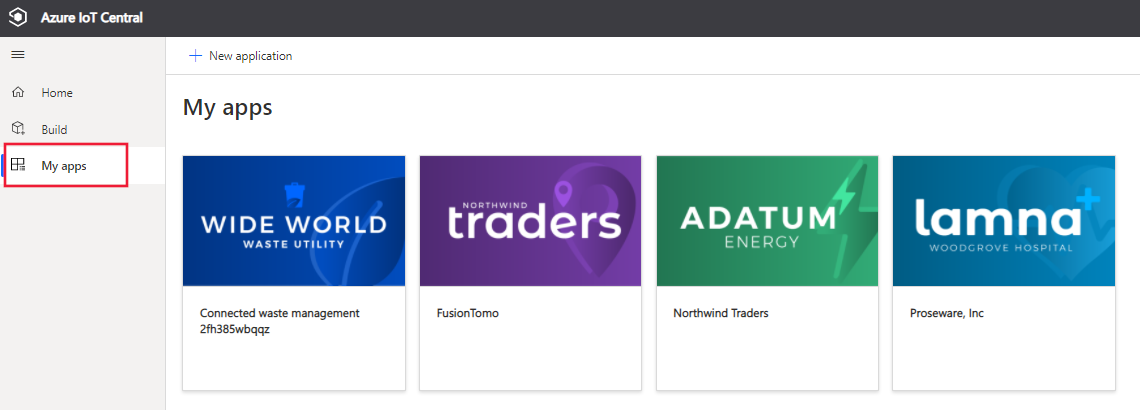 Azure IoT Central
New application
Home
Build
My apps
My apps
WIDE WORLD
WASTE UTILITY
Connected waste management
2fh385wbqqz
NORTHWIND
traders
FusionTomo
ADATUM
ENERGY
Northwind Traders
lamna
WOODGROVE HOSPITAL
Proseware, Inc